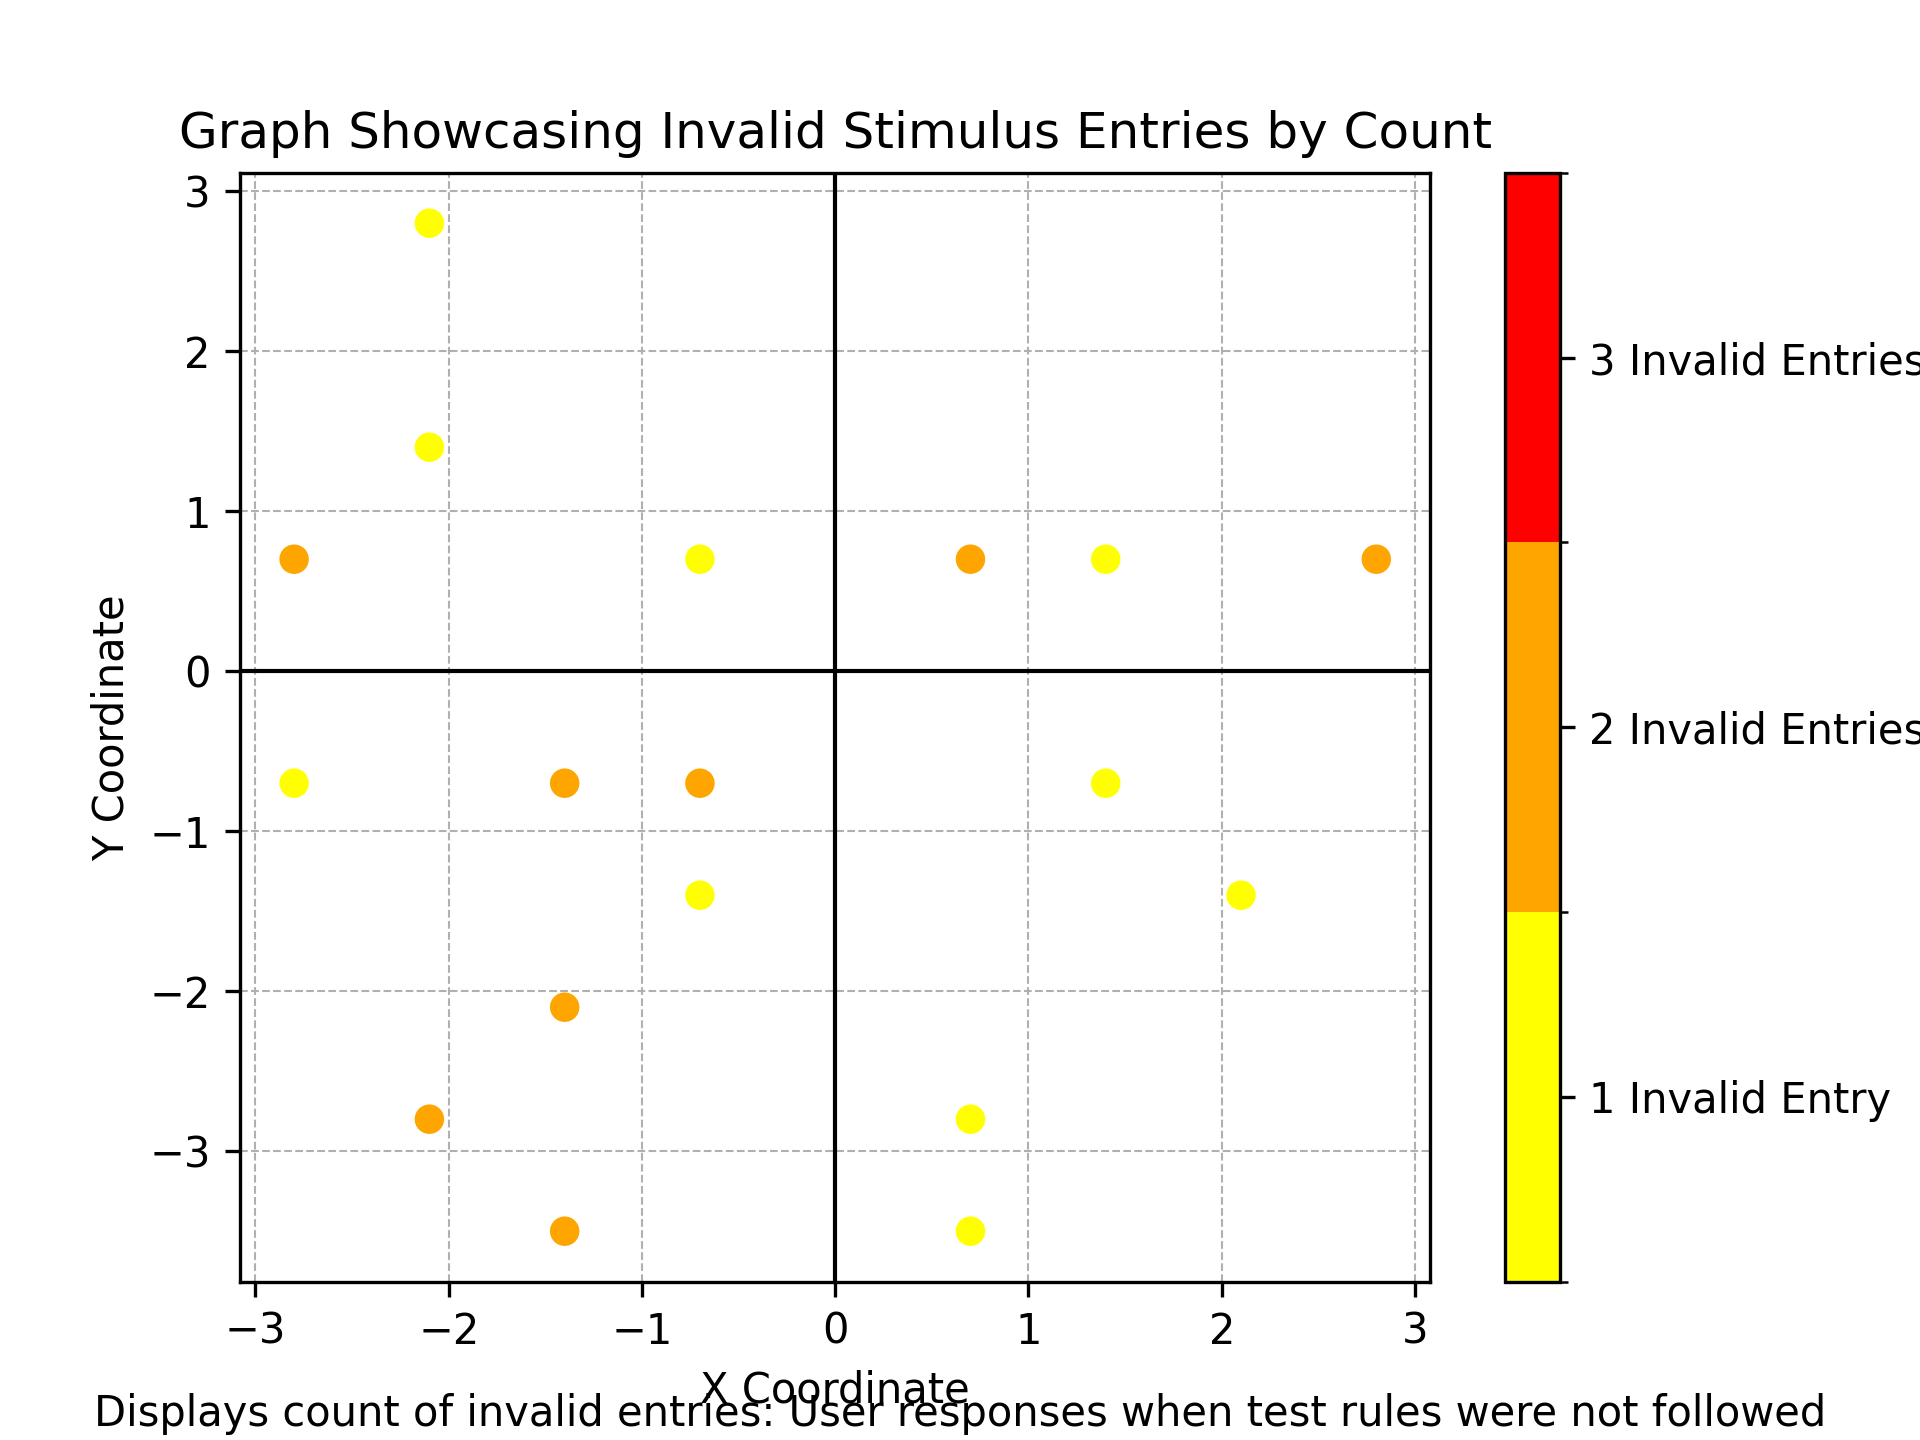 Graph Showcasing Invalid Stimulus Entries by Count
3
2
1
0
−1
−2
−3
Y Coordinate
−3
−2
−1
0
1
2
3
X Coordinate
3 Invalid Entries
2 Invalid Entries
1 Invalid Entry
Displays count of invalid entries: User responses when test rules were not followed